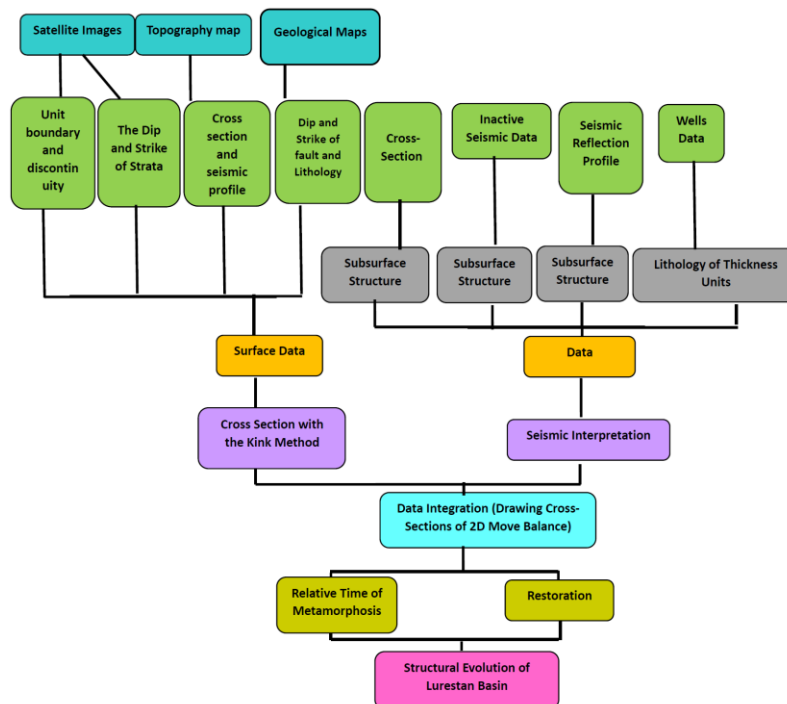 Satellite Images
Topography map
Geological Maps
Unit
boundary
and
discontin
uity
The Dip
and Strike
of Strata
Cross
section
and
seismic
profile
Dip and
Strike of
fault and
Lithology
Cross-
Section
Inactive
Seismic Data
Seismic
Reflection
Profile
Wells
Data
Subsurface
Structure
Subsurface
Structure
Subsurface
Structure
Lithology of Thickness
Units
Surface Data
Data
Cross Section with
the Kink Method
Seismic Interpretation
Data Integration (Drawing Cross-
Sections of 2D Move Balance)
Relative Time of
Metamorphosis
Restoration
Structural Evolution of
Lurestan Basin